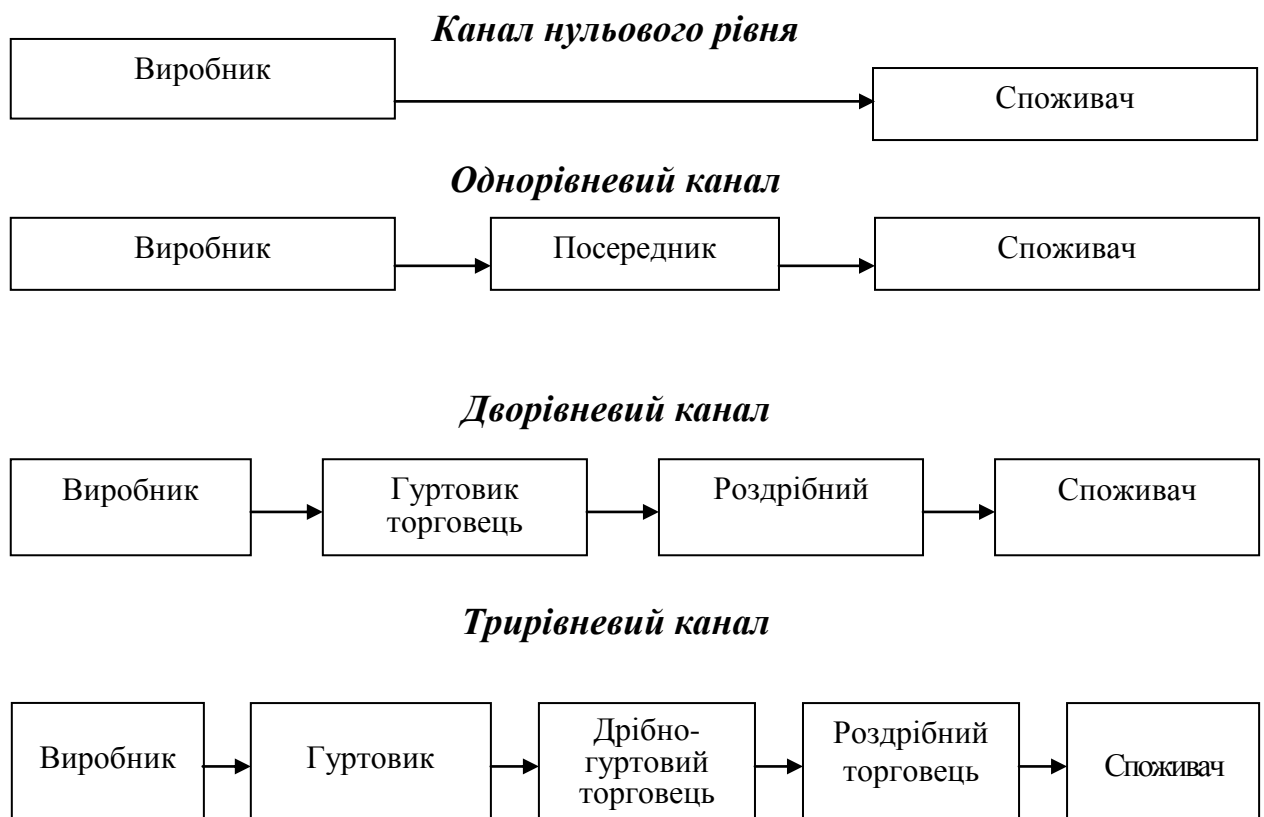 Канал нульового рівня
Виробник
Споживач
Однорівневий канал
Виробник
Посередник
Споживач
Дворівневий канал
Виробник
Гуртовик
торговець
Роздрібний
Споживач
Трирівневий канал
Виробник
Гуртовик
Дрібно-
гуртовий
торговець
Роздрібний
торговець
Споживач